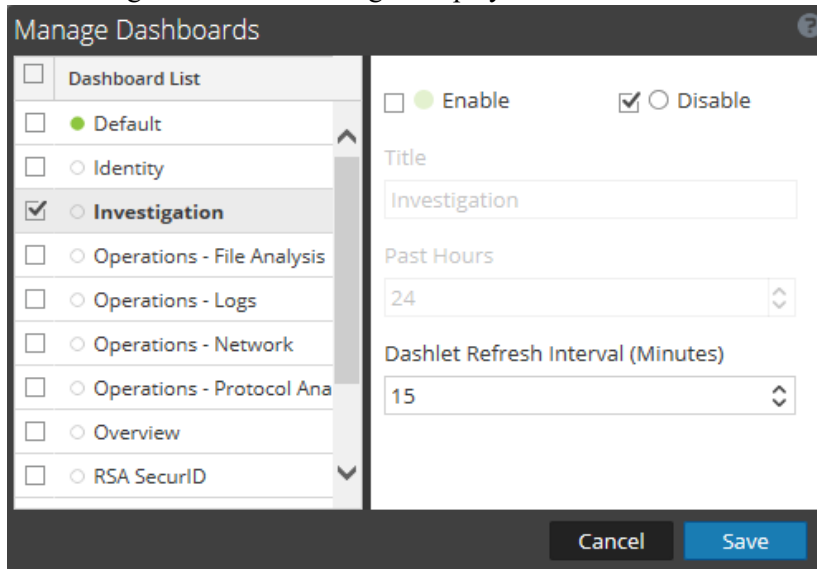 Manage Dashboards
Dashboard List
Default
Identity
Investigation
Operations - File Analysis
Operations - Logs
Operations - Network
Operations - Protocol Ana
Overview
RSA SecurID
Enable
Disable
Title
Investigation
Past Hours
24
Dashlet Refresh Interval (Minutes)
15
Cancel
Save